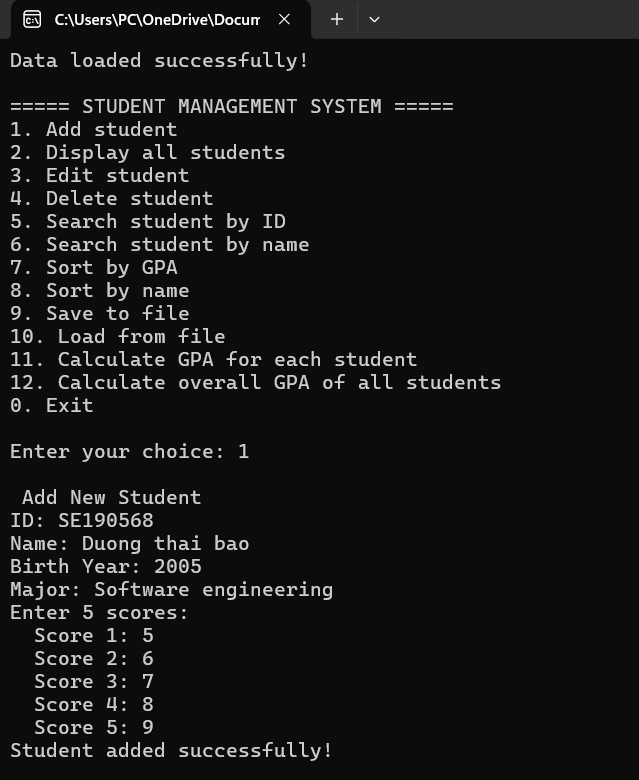 C:\Users\PC\OneDrive\Docum
Data loaded successfully!
===== STUDENT MANAGEMENT SYSTEM =====
1. Add student
2. Display all students
3. Edit student
4. Delete student
5. Search student by ID
6. Search student by name
7. Sort by GPA
8. Sort by name
9. Save to file
10. Load from file
11. Calculate GPA for each student
12. Calculate overall GPA of all students
0. Exit
Enter your choice: 1
Add New Student
ID: SE190568
Name: Duong thai bao
Birth Year: 2005
Major: Software engineering
Enter 5 scores:
Score 1: 5
Score 2: 6
Score 3: 7
Score 4: 8
Score 5: 9
Student added successfully!